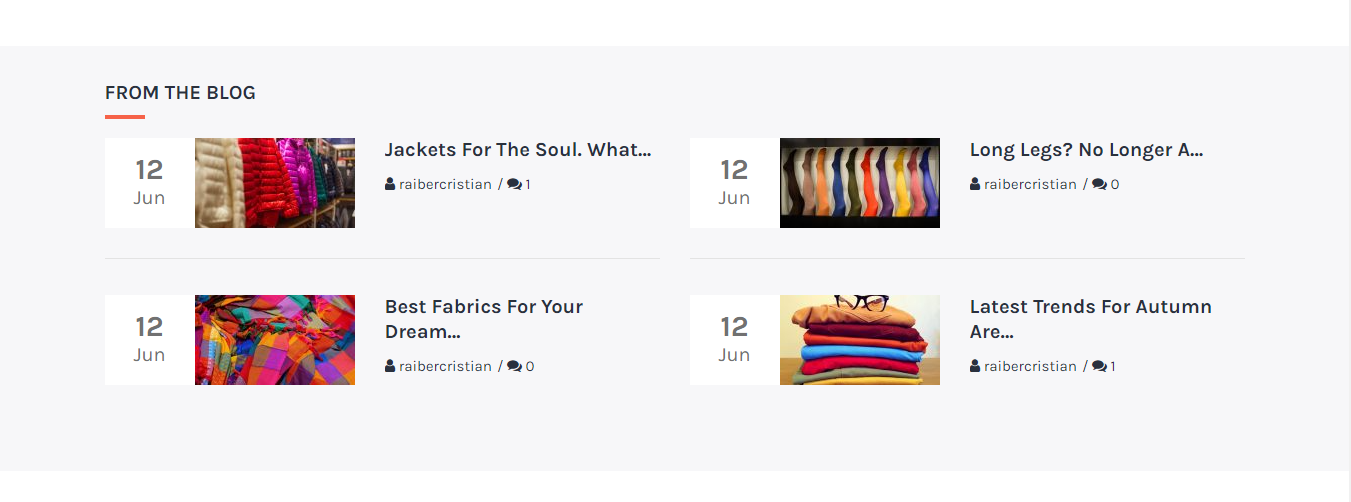 FROM THE BLOG
12
Jun
Jackets For The Soul. What...
raibercristian / 1
12
Jun
Long Legs? No Longer A...
raibercristian / 0
12
Jun
Best Fabrics For Your
Dream...
raibercristian / 0
12
Jun
Latest Trends For Autumn
Are...
raibercristian / 1